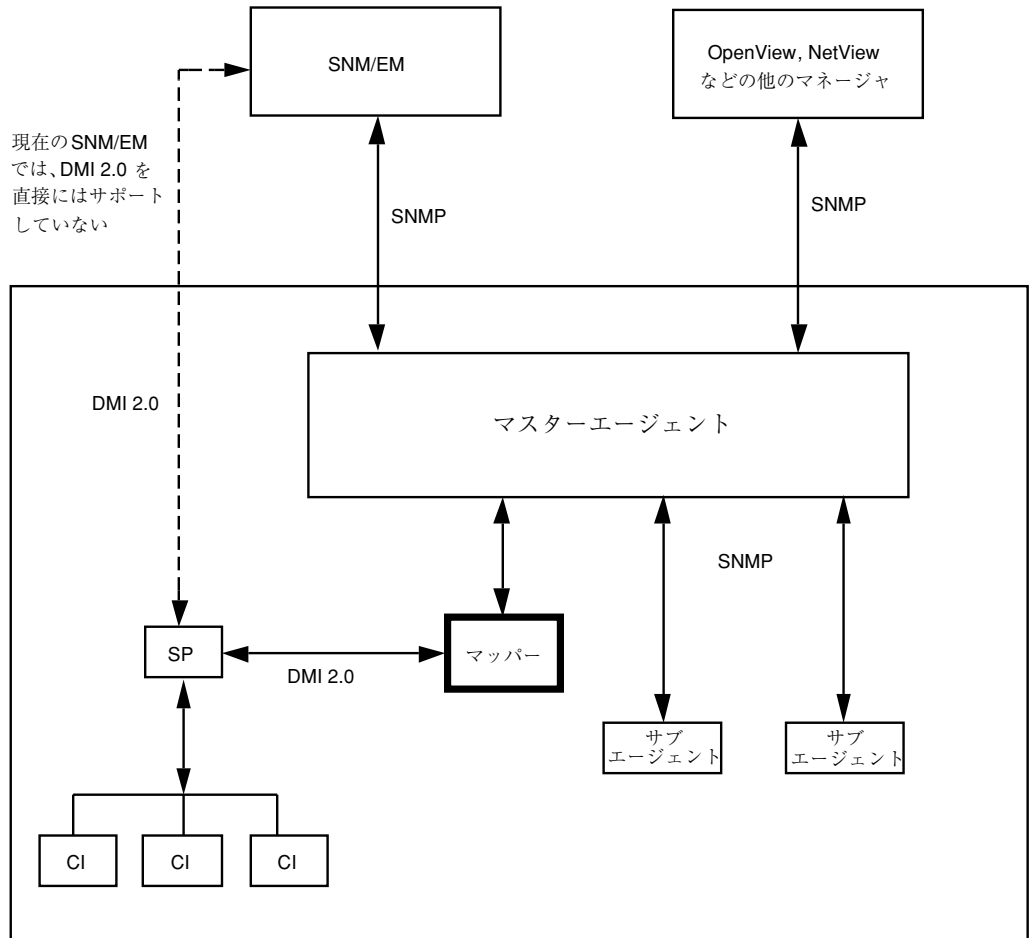 SNM/EM
OpenView, NetView
などの他のマネージャ
現在のSNM/EM
では、DMI 2.0 を
直接にはサポート
していない
SNMP
SNMP
DMI 2.0
マスターエージェント
SNMP
SP
DMI 2.0
マッパー
サブ
エージェント
サブ
エージェント
CI
CI
CI